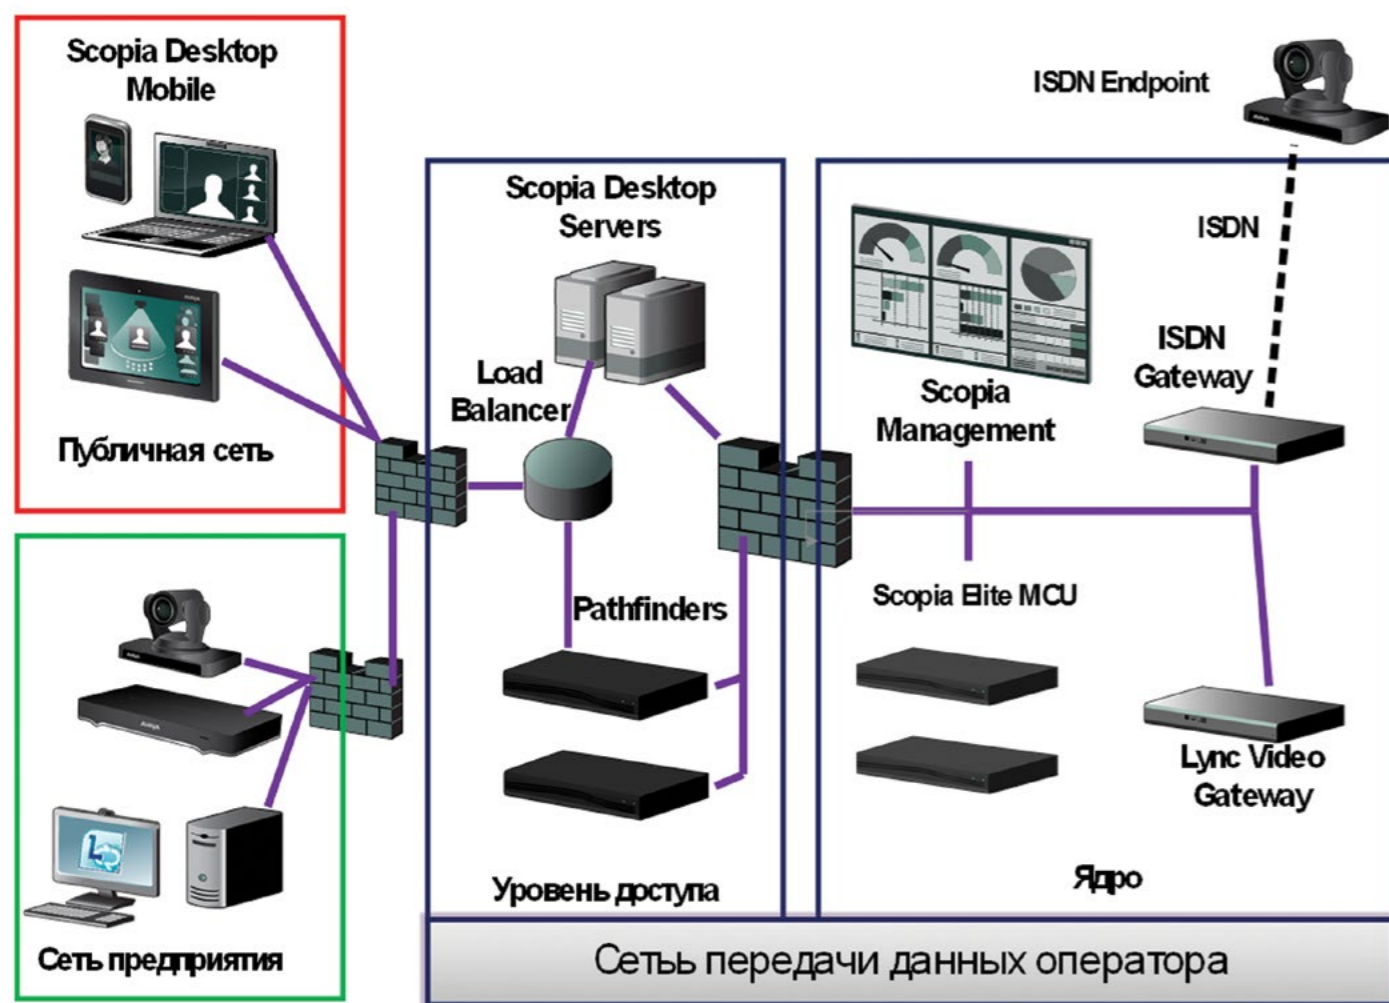 Scopia Desktop
Mobile
Публичная сеть
Сеть предприятия
Scopia Desktop
Servers
Load
Balancer
Pathfinders
Уровень доступа
ISDN Endpoint
ISDN
ISDN
Gateway
Scopia
Management
Scopia Elite MCU
Lync Video
Gateway
Ядро
Сетьь передачи данных оператора